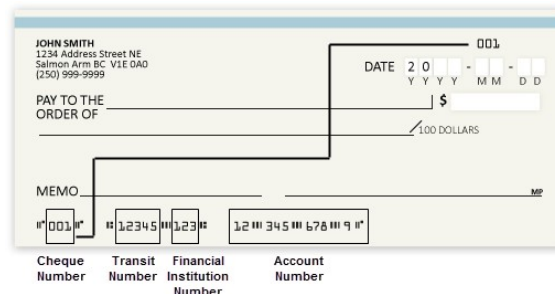 JOHN SMITH
1234 Address Street NE
Salmon Arm BC V1E 0A0
(250) 999-9999
001
DATE 2 0 - -
Y Y Y Y M M D D
PAY TO THE
ORDER OF
$
/100 DOLLARS
MEMO
MP
⑈001⑈ ⑆12345⑉123⑆ 12⑉345⑉678⑉9⑈
Cheque Number
Transit Number
Financial Institution Number
Account Number